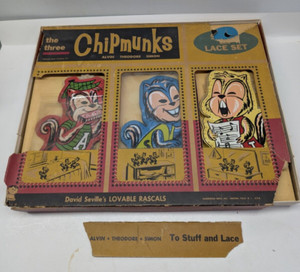 the
three
Chipmunks
ALVIN THEODORE SIMON
LACE SET
A
David Seville's LOVABLE RASCALS
ALVIN • THEODORE • SIMON. To Stuff and Lace